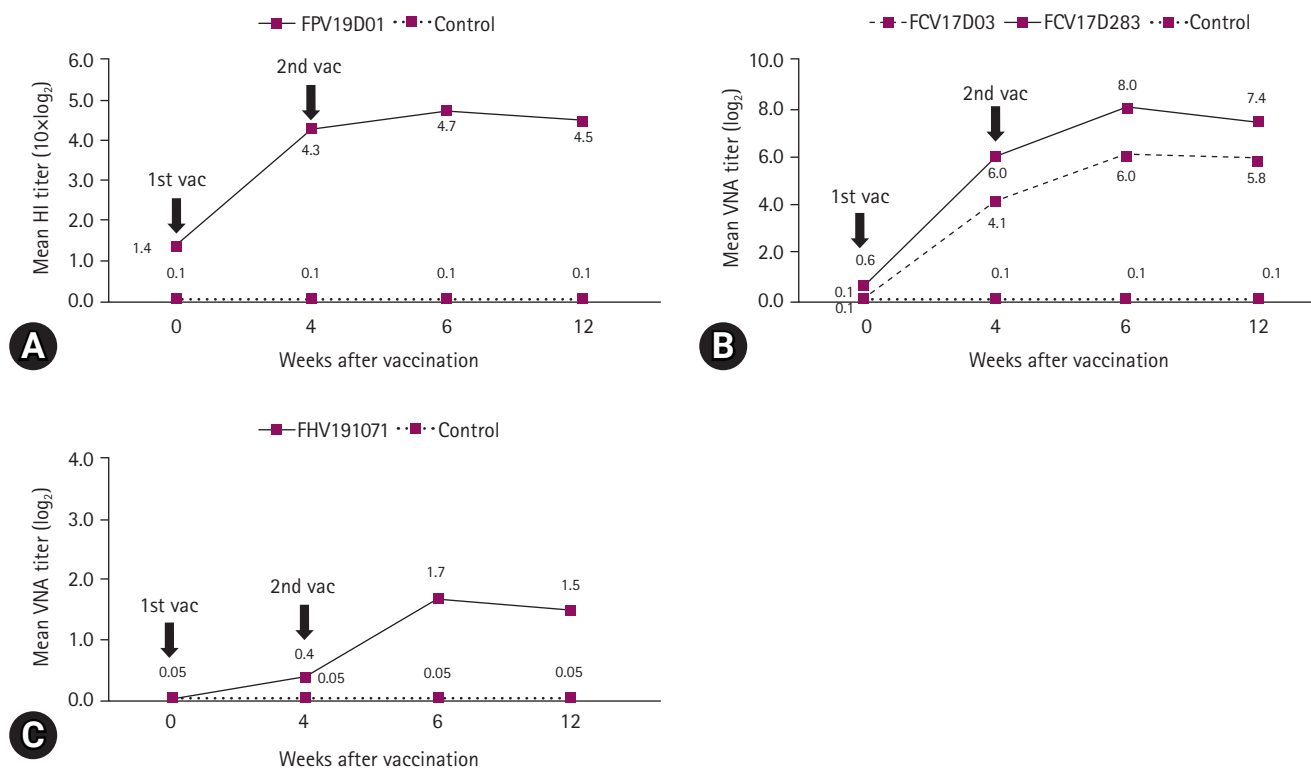 FPV19D01 Control
Mean HI titer (10×log₂)
6.0
5.0
4.0
3.0
2.0
1.0
0.0
1st vac
2nd vac
1.4
4.3
4.7
4.5
0.1 0.1 0.1 0.1
0 4 6 12
Weeks after vaccination
A
FCV17D03 FCV17D283 Control
Mean VNA titer (log₂)
10.0
8.0
6.0
4.0
2.0
0.0
1st vac
2nd vac
0.6
6.0
8.0
7.4
0.1
4.1
6.0
5.8
0.1 0.1 0.1 0.1
0 4 6 12
Weeks after vaccination
B
FHV191071 Control
Mean VNA titer (log₂)
4.0
3.0
2.0
1.0
0.0
1st vac
2nd vac
0.4
1.7
1.5
0.05 0.05 0.05 0.05
0 4 6 12
Weeks after vaccination
C